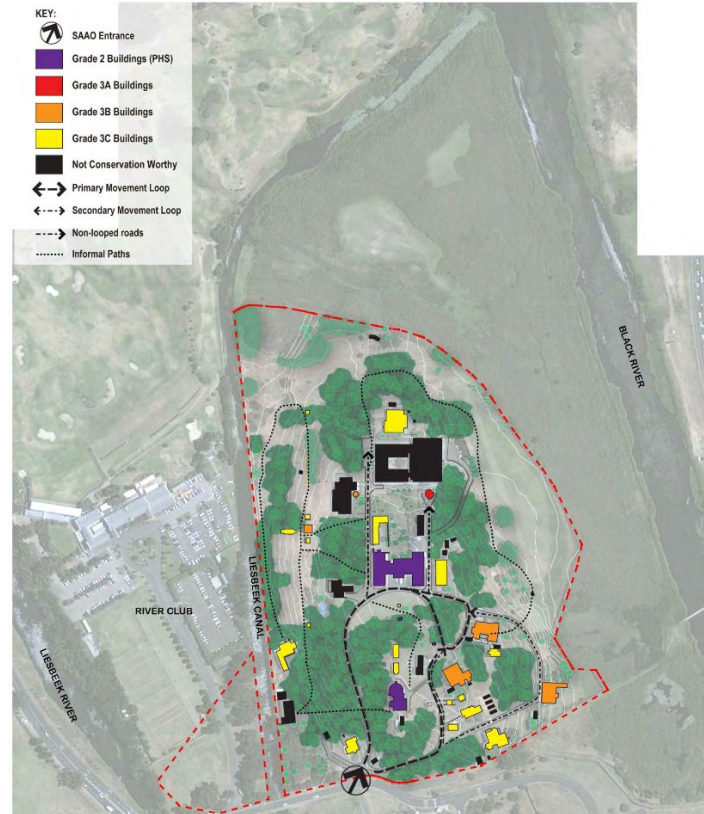 KEY:
SAAO Entrance
Grade 2 Buildings (PHS)
Grade 3A Buildings
Grade 3B Buildings
Grade 3C Buildings
Not Conservation Worthy
Primary Movement Loop
Secondary Movement Loop
Non-looped roads
Informal Paths
BLACK RIVER
LIESBEEK CANAL
RIVER CLUB
LIESBEEK RIVER